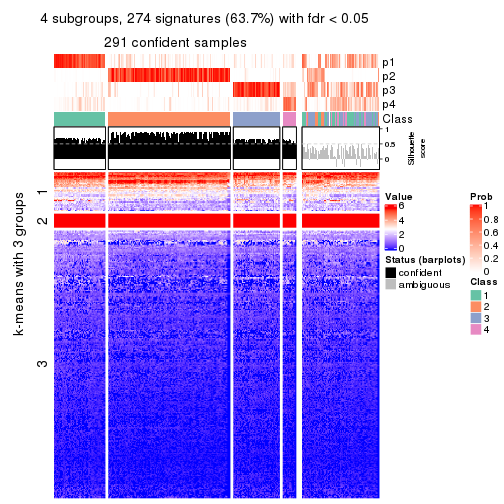 4 subgroups, 274 signatures (63.7%) with fdr < 0.05
291 confident samples
p1
p2
p3
p4
Class
1
0.5
0
Silhouette
score
k-means with 3 groups
1
2
3
Value
6
4
2
0
Status (barplots)
confident
ambiguous
Prob
1
0.8
0.6
0.4
0.2
0
Class
1
2
3
4